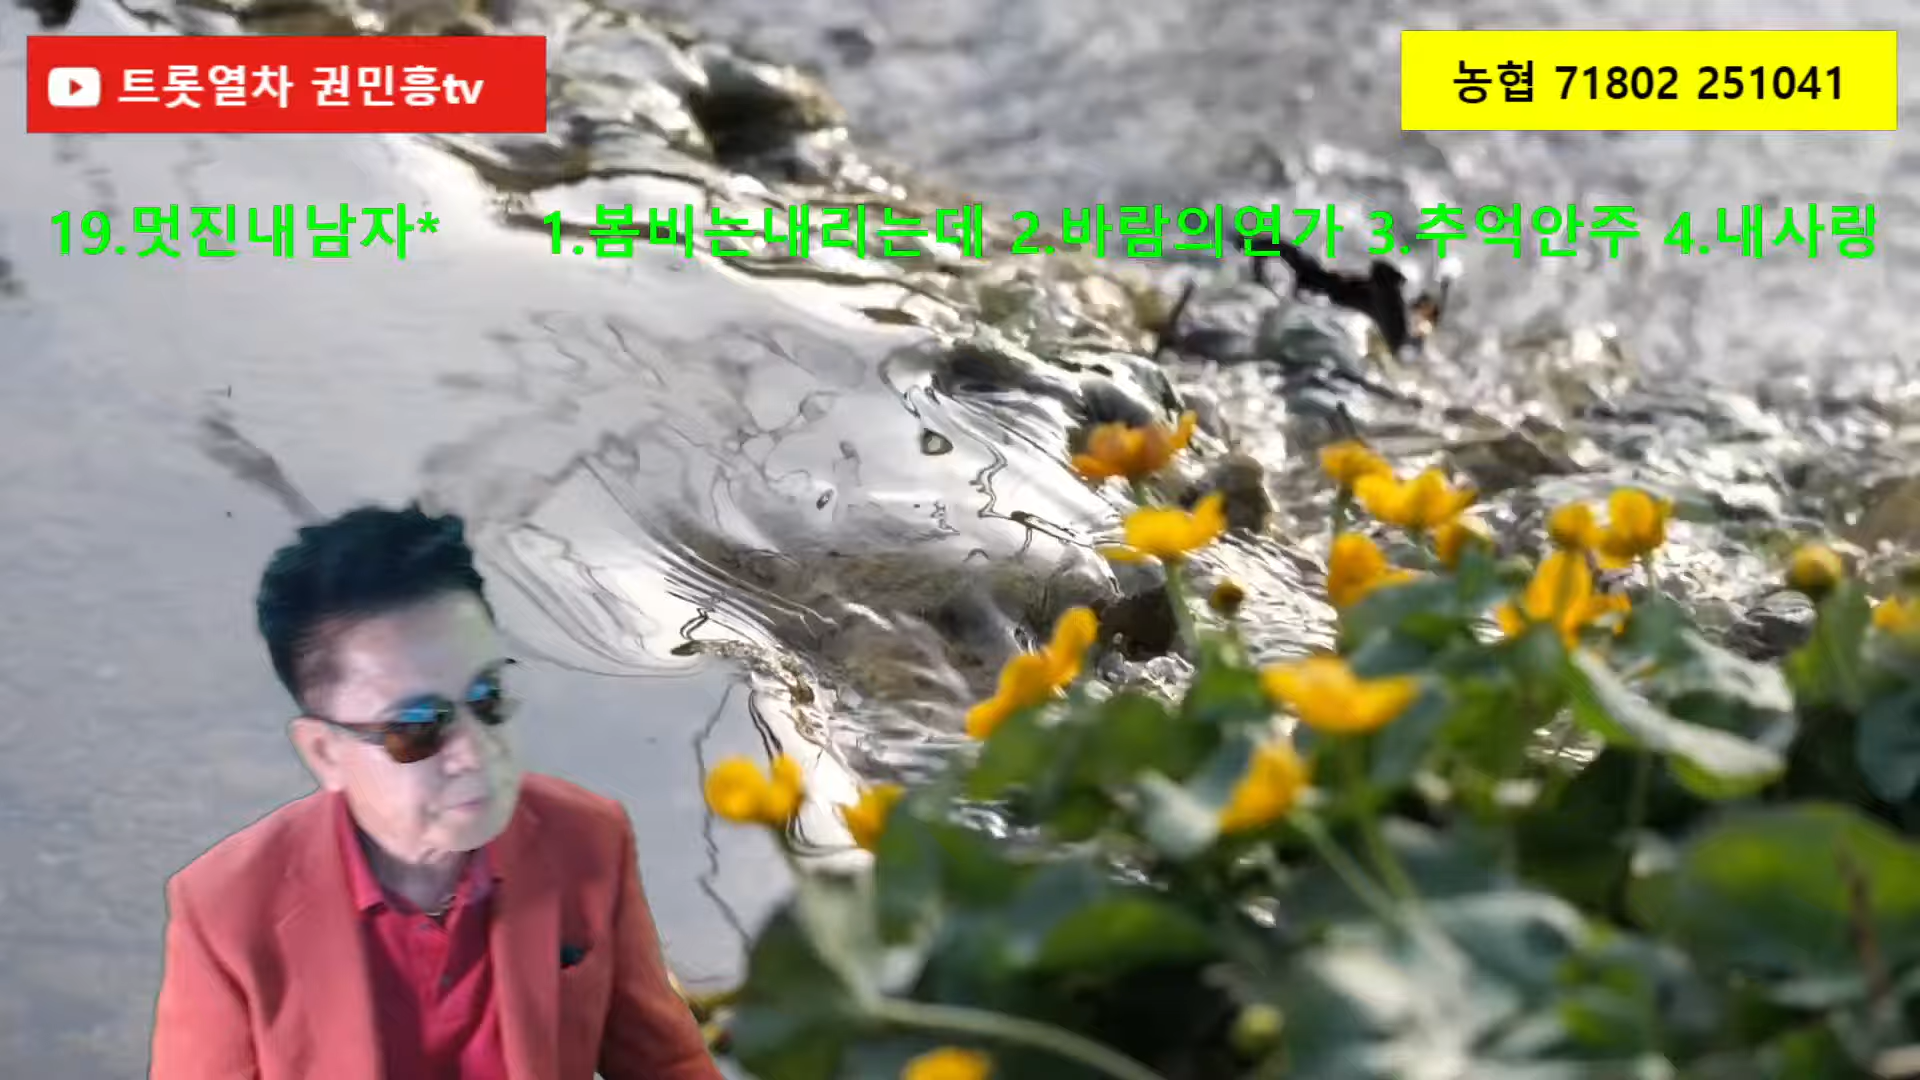 트롯열차 권민흥tv
농협 71802 251041
19.멋진내남자* 1.봄비는내리는데 2.바람의연가 3.추억안주 4.내사랑